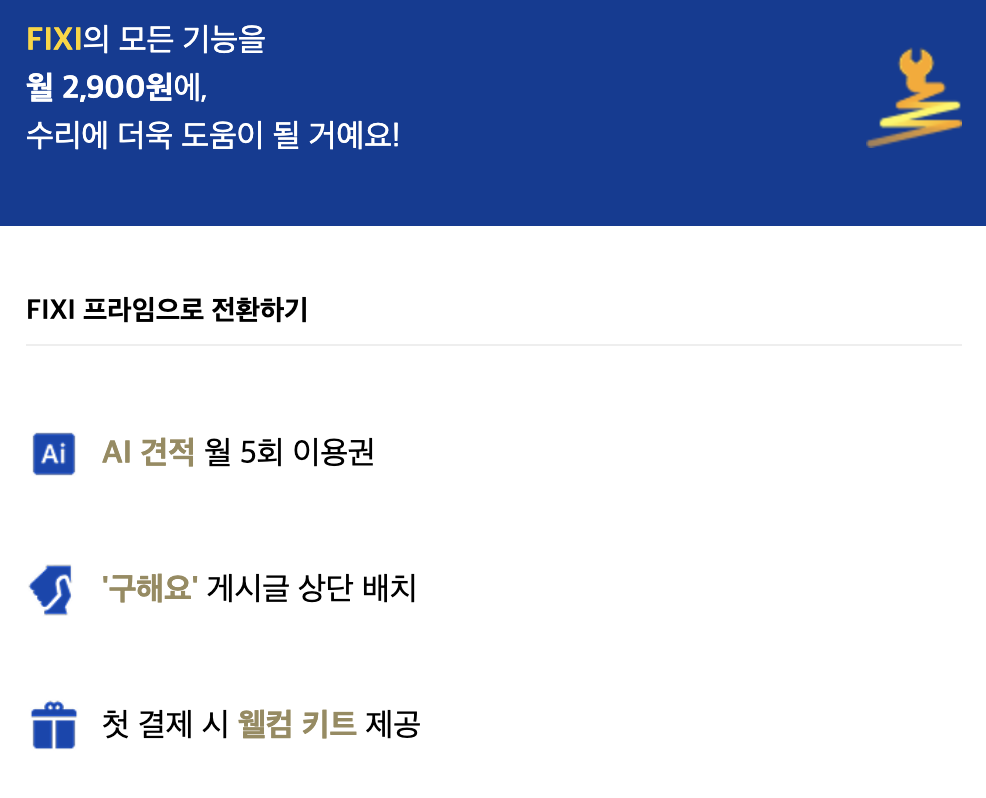 FIXI의 모든 기능을
월 2,900원에,
수리에 더욱 도움이 될 거예요!
FIXI 프라임으로 전환하기
Ai
AI 견적 월 5회 이용권
'구해요' 게시글 상단 배치
첫 결제 시 웰컴 키트 제공